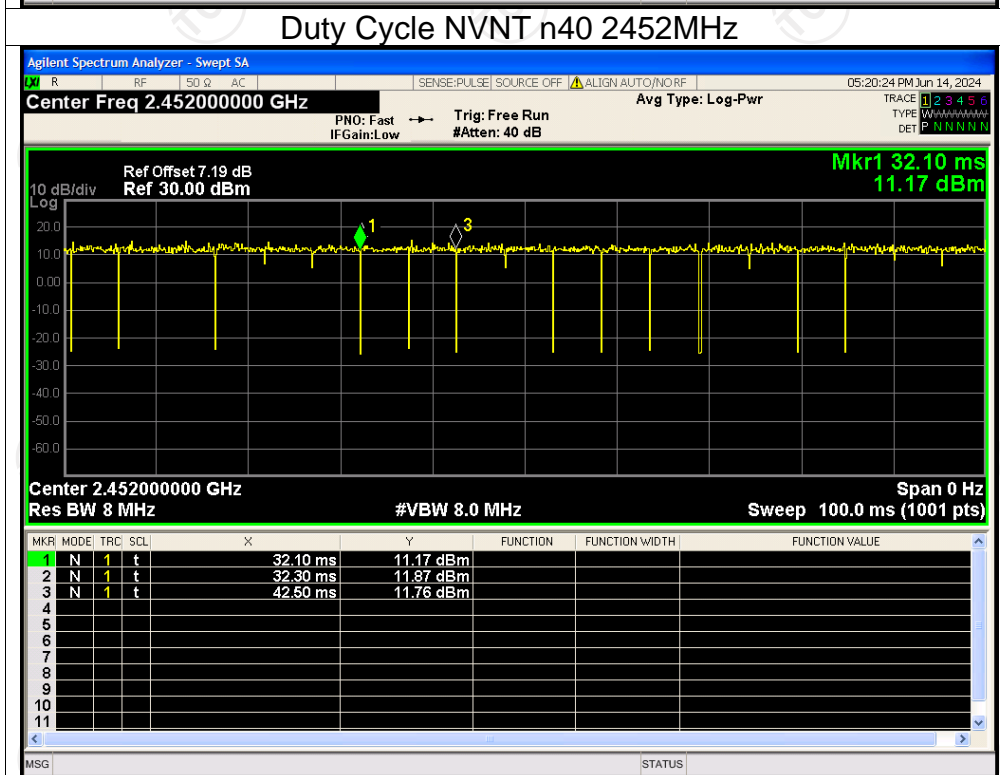 Duty Cycle NVNT n40 2452MHz
Agilent Spectrum Analyzer - Swept SA
LXI R RF 50 Ω AC SENSE:PULSE SOURCE OFF ALIGN AUTO/NO RF 05:20:24 PM Jun 14, 2024
Center Freq 2.452000000 GHz Avg Type: Log-Pwr TRACE 1 2 3 4 5 6
PNO: Fast Trig: Free Run TYPE W
IFGain:Low #Atten: 40 dB DET P N N N N N
Mkr1 32.10 ms
Ref Offset 7.19 dB
10 dB/div Ref 30.00 dBm 11.17 dBm
Log
20.0
1
3
10.0
0.00
-10.0
-20.0
-30.0
-40.0
-50.0
-60.0
Center 2.452000000 GHz Span 0 Hz
Res BW 8 MHz #VBW 8.0 MHz Sweep 100.0 ms (1001 pts)
MKR MODE TRC SCL X Y FUNCTION FUNCTION WIDTH FUNCTION VALUE
1 N 1 t 32.10 ms 11.17 dBm
2 N 1 t 32.30 ms 11.87 dBm
3 N 1 t 42.50 ms 11.76 dBm
4
5
6
7
8
9
10
11
MSG STATUS